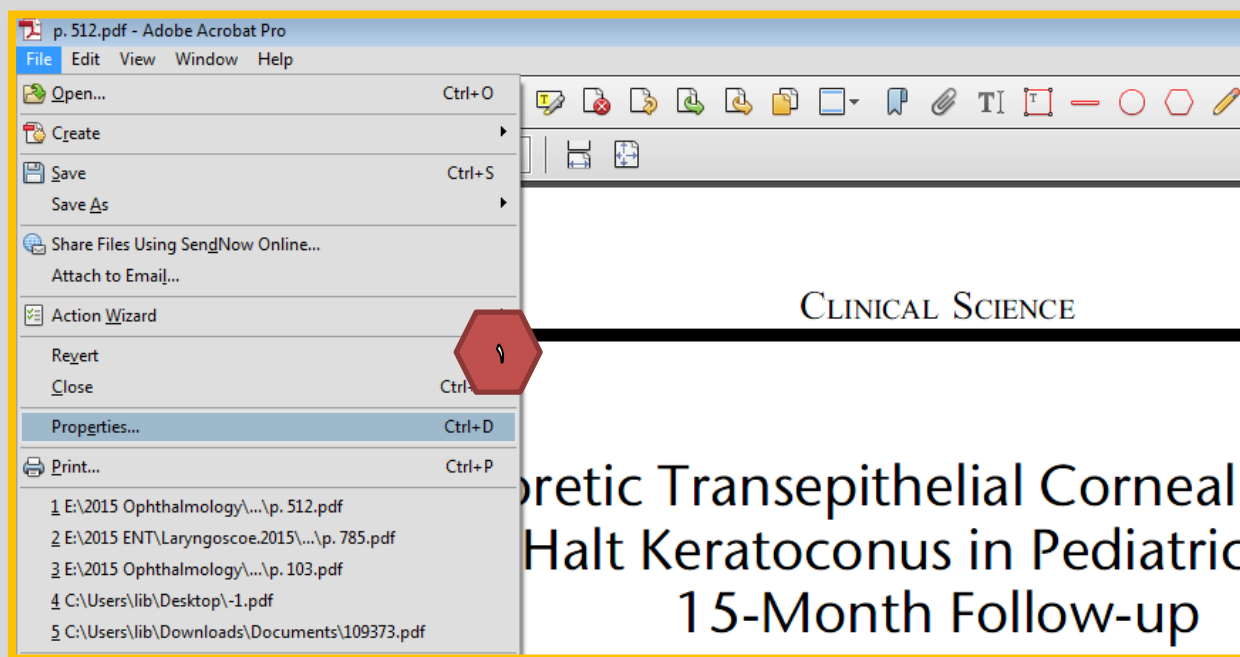 p. 512.pdf - Adobe Acrobat Pro
File Edit View Window Help
Open... Ctrl+O
Create
Save Ctrl+S
Save As
Share Files Using SendNow Online...
Attach to Email...
Action Wizard
Revert
۱
Close Ctrl+
Properties... Ctrl+D
Print... Ctrl+P
1 E:\2015 Ophthalmology\...\p. 512.pdf
2 E:\2015 ENT\Laryngoscoe.2015\...\p. 785.pdf
3 E:\2015 Ophthalmology\...\p. 103.pdf
4 C:\Users\lib\Desktop\-1.pdf
5 C:\Users\lib\Downloads\Documents\109373.pdf
CLINICAL SCIENCE
oretic Transepithelial Corneal
Halt Keratoconus in Pediatric
15-Month Follow-up